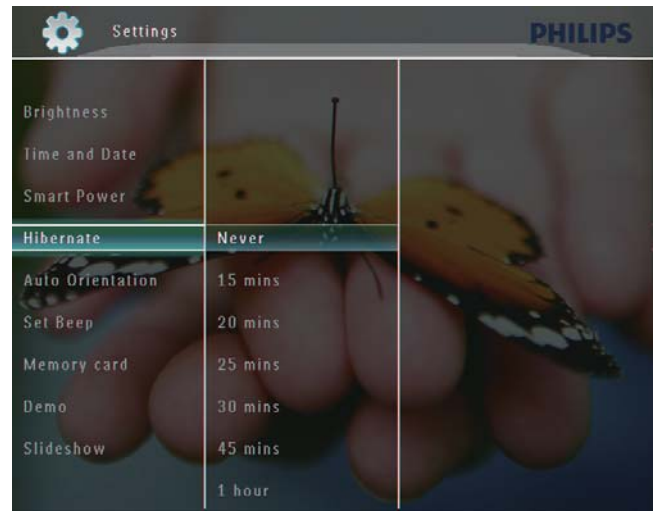 Settings
PHILIPS
Brightness
Time and Date
Smart Power
Hibernate
Auto Orientation
Set Beep
Memory card
Demo
Slideshow
Never
15 mins
20 mins
25 mins
30 mins
45 mins
1 hour